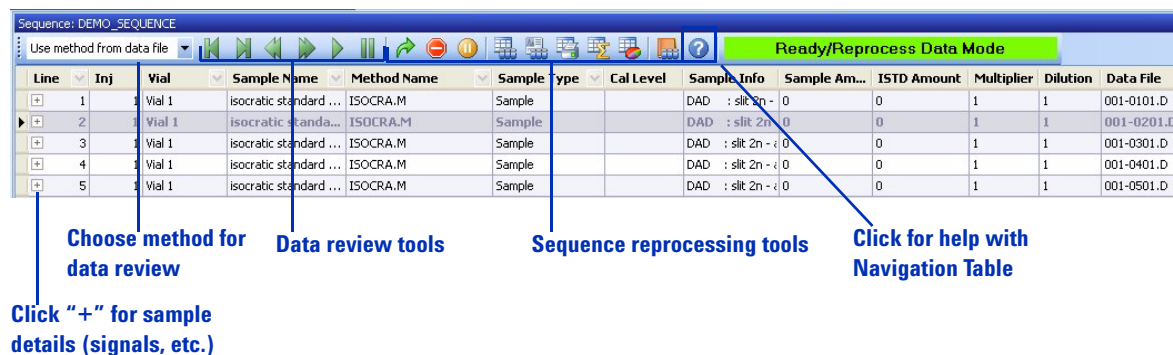 Sequence: DEMO_SEQUENCE
Use method from data file Ready/Reprocess Data Mode
Line Inj Vial Sample Name Method Name Sample Type Cal Level Sample Info Sample Am... ISTD Amount Multiplier Dilution Data File
1 1 Vial 1 isocratic standard ... ISOCRA.M Sample DAD : slit 2n - 0 0 1 1 001-0101.D
2 1 Vial 1 isocratic standa... ISOCRA.M Sample DAD : slit 2n 0 0 1 1 001-0201.D
3 1 Vial 1 isocratic standard ... ISOCRA.M Sample DAD : slit 2n - 0 0 1 1 001-0301.D
4 1 Vial 1 isocratic standard ... ISOCRA.M Sample DAD : slit 2n - 0 0 1 1 001-0401.D
5 1 Vial 1 isocratic standard ... ISOCRA.M Sample DAD : slit 2n - 0 0 1 1 001-0501.D
Choose method for
data review
Data review tools
Sequence reprocessing tools
Click for help with
Navigation Table
Click “+” for sample
details (signals, etc.)